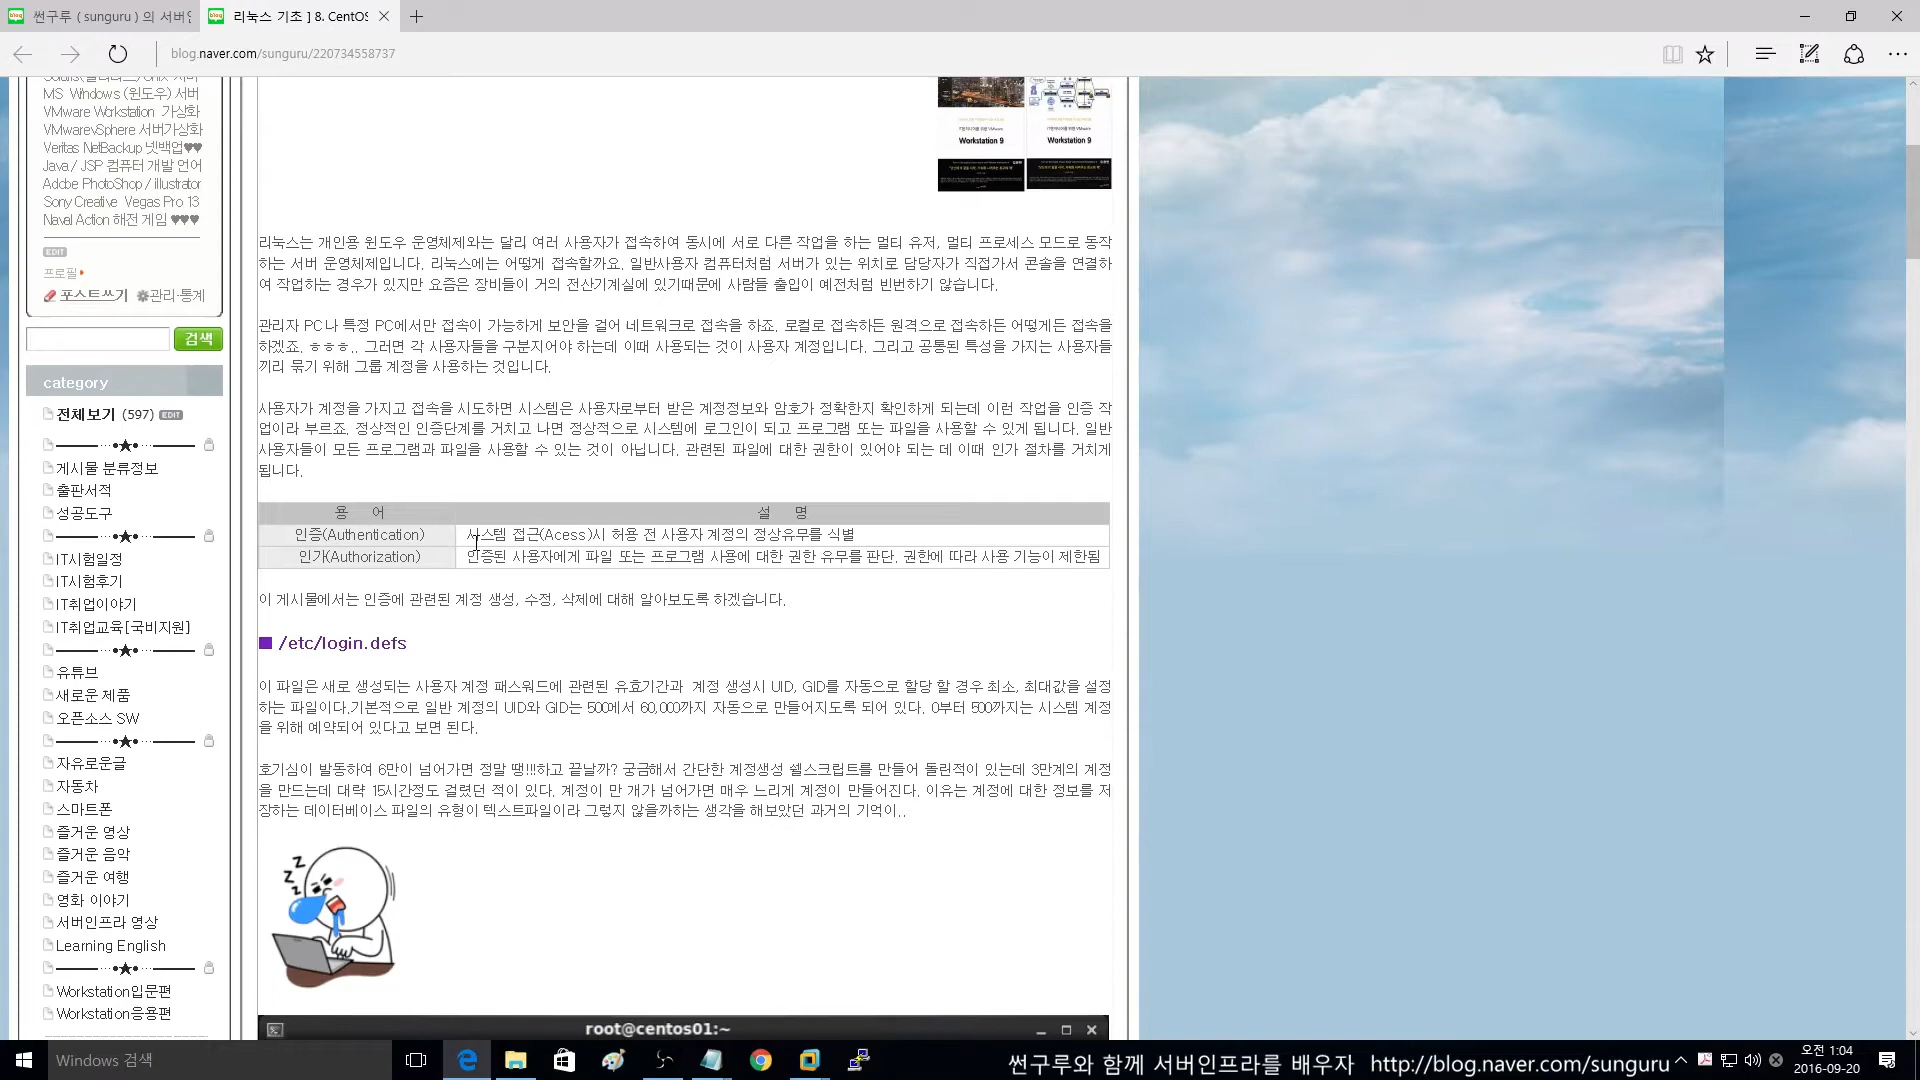 썬구루 ( sunguru ) 의 서버인
리눅스 기초 ] 8. CentOS
blog.naver.com/sunguru/220734558737
MS Windows (윈도우) 서버
VMware Workstation 가상화
VMwarevSphere 서버가상화
Veritas NetBackup 넷백업♥♥
Java / JSP 컴퓨터 개발 언어
Adobe PhotoShop / illustrator
Sony Creative Vegas Pro 13
Naval Action 해전 게임 ♥♥♥
EDIT
프로필
포스트쓰기 관리·통계
검색
category
전체보기 (597) EDIT
게시물 분류정보
출판서적
성공도구
IT시험일정
IT시험후기
IT취업이야기
IT취업교육[국비지원]
유튜브
새로운 제품
오픈소스 SW
자유로운글
자동차
스마트폰
즐거운 영상
즐거운 음악
즐거운 여행
영화 이야기
서버인프라 영상
Learning English
Workstation입문편
Workstation응용편
Workstation 9
Workstation 9
리눅스는 개인용 윈도우 운영체제와는 달리 여러 사용자가 접속하여 동시에 서로 다른 작업을 하는 멀티 유저, 멀티 프로세스 모드로 동작
하는 서버 운영체제입니다. 리눅스에는 어떻게 접속할까요. 일반사용자 컴퓨터처럼 서버가 있는 위치로 담당자가 직접가서 콘솔을 연결하
여 작업하는 경우가 있지만 요즘은 장비들이 거의 전산기계실에 있기때문에 사람들 출입이 예전처럼 빈번하기 않습니다.
관리자 PC나 특정 PC에서만 접속이 가능하게 보안을 걸어 네트워크로 접속을 하죠. 로컬로 접속하든 원격으로 접속하든 어떻게든 접속을
하겠죠. ㅎㅎㅎ.. 그러면 각 사용자들을 구분지어야 하는데 이때 사용되는 것이 사용자 계정입니다. 그리고 공통된 특성을 가지는 사용자들
끼리 묶기 위해 그룹 계정을 사용하는 것입니다.
사용자가 계정을 가지고 접속을 시도하면 시스템은 사용자로부터 받은 계정정보와 암호가 정확한지 확인하게 되는데 이런 작업을 인증 작
업이라 부르죠. 정상적인 인증단계를 거치고 나면 정상적으로 시스템에 로그인이 되고 프로그램 또는 파일을 사용할 수 있게 됩니다. 일반
사용자들이 모든 프로그램과 파일을 사용할 수 있는 것이 아닙니다. 관련된 파일에 대한 권한이 있어야 되는 데 이때 인가 절차를 거치게
됩니다.
용 어 설 명
인증(Authentication) 시스템 접근(Acess)시 허용 전 사용자 계정의 정상유무를 식별
인가(Authorization) 인증된 사용자에게 파일 또는 프로그램 사용에 대한 권한 유무를 판단. 권한에 따라 사용 기능이 제한됨
이 게시물에서는 인증에 관련된 계정 생성, 수정, 삭제에 대해 알아보도록 하겠습니다.
■ /etc/login.defs
이 파일은 새로 생성되는 사용자 계정 패스워드에 관련된 유효기간과 계정 생성시 UID, GID를 자동으로 할당 할 경우 최소, 최대값을 설정
하는 파일이다.기본적으로 일반 계정의 UID와 GID는 500에서 60,000까지 자동으로 만들어지도록 되어 있다. 0부터 500까지는 시스템 계정
을 위해 예약되어 있다고 보면 된다.
호기심이 발동하여 6만이 넘어가면 정말 땡!!!하고 끝날까? 궁금해서 간단한 계정생성 쉘스크립트를 만들어 돌린적이 있는데 3만계의 계정
을 만드는데 대략 15시간정도 걸렸던 적이 있다. 계정이 만 개가 넘어가면 매우 느리게 계정이 만들어진다. 이유는 계정에 대한 정보를 저
장하는 데이터베이스 파일의 유형이 텍스트파일이라 그렇지 않을까하는 생각을 해보았던 과거의 기억이..
z z z
root@centos01:~
Windows 검색
썬구루와 함께 서버인프라를 배우자 http://blog.naver.com/sunguru
오전 1:04
2016-09-20